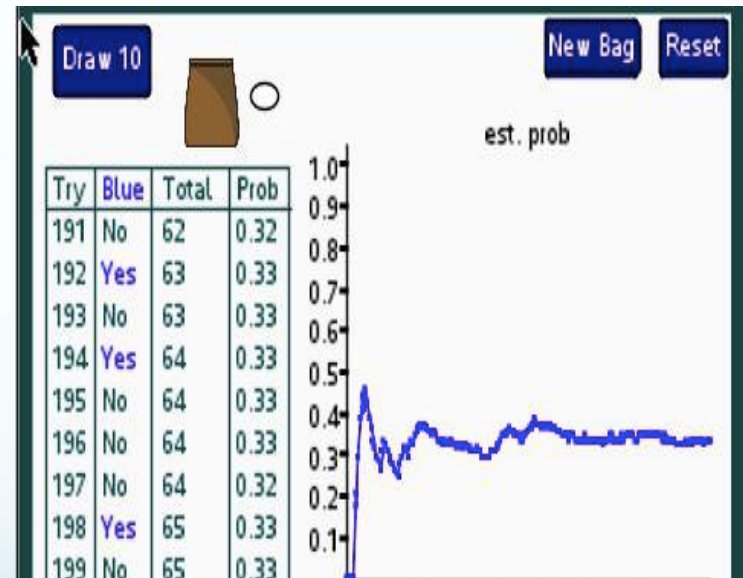 Draw 10
New Bag
Reset
est. prob
Try Blue Total Prob
191 No 62 0.32
192 Yes 63 0.33
193 No 63 0.33
194 Yes 64 0.33
195 No 64 0.33
196 No 64 0.33
197 No 64 0.32
198 Yes 65 0.33
199 No 65 0.33
1.0
0.9
0.8
0.7
0.6
0.5
0.4
0.3
0.2
0.1